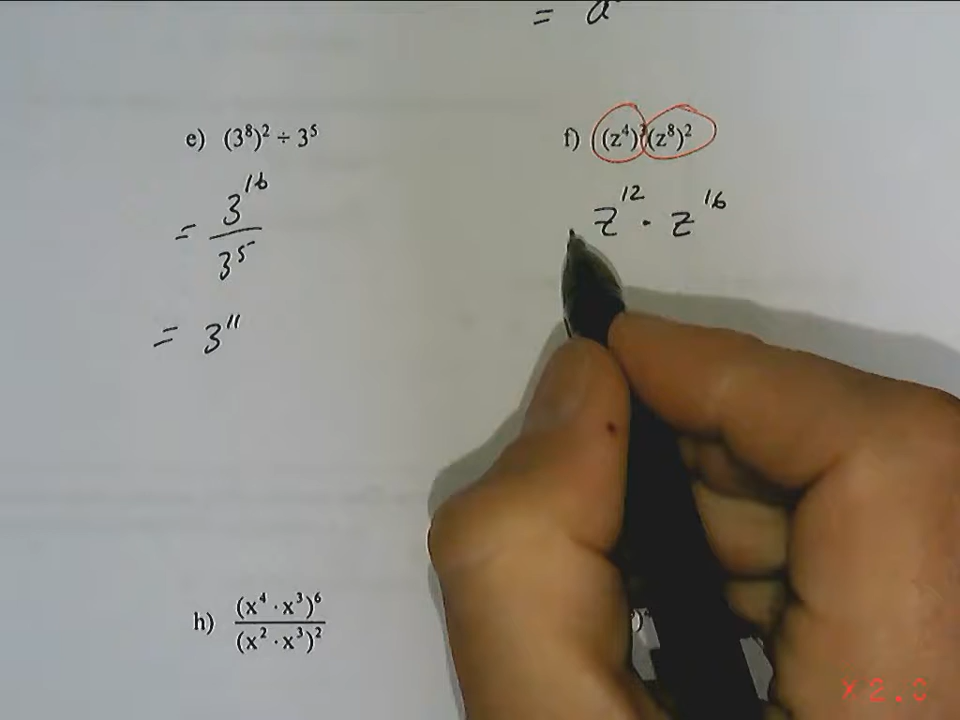 = a
e) (3⁸)² ÷ 3⁵
= 3¹⁶ / 3⁵
= 3¹¹
f) (z⁴)³(z⁸)²
z¹² · z¹⁶
h) (x⁴ · x³)⁶ / (x² · x³)²
x2.0